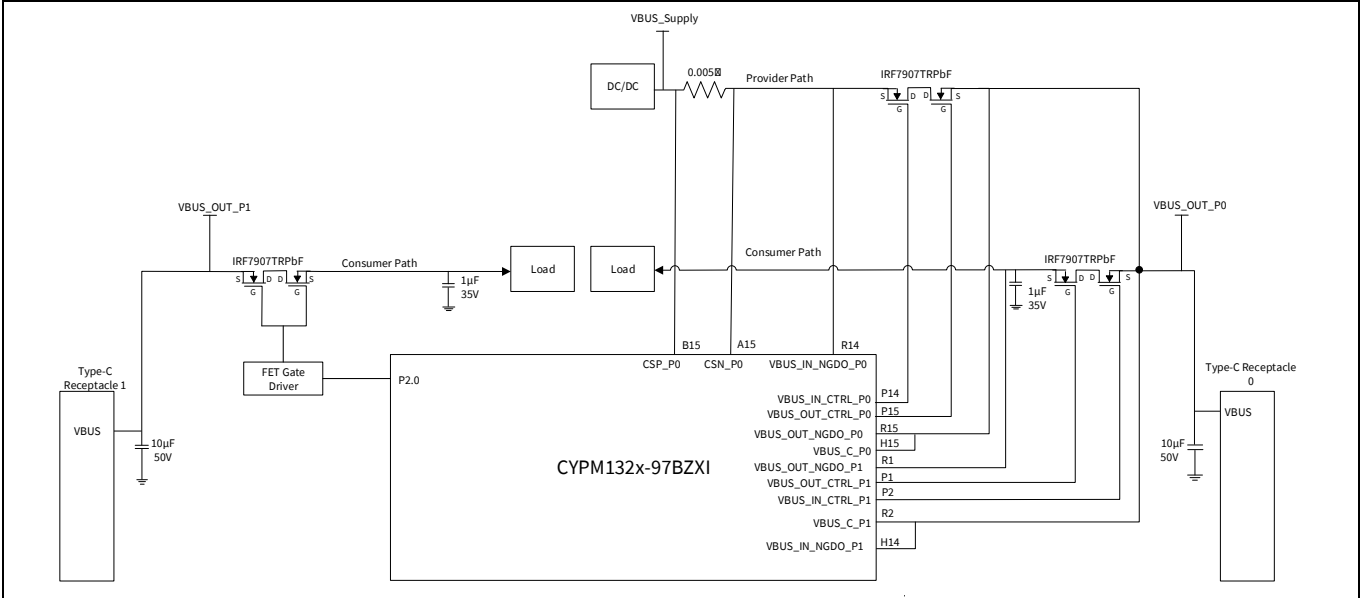 VBUS_Supply
DC/DC
0.005
Provider Path
IRF7907TRPbF
S
D
D
S
G
G
VBUS_OUT_P1
VBUS_OUT_P0
IRF7907TRPbF
S
D
D
S
G
G
Consumer Path
1µF
35V
Load
Load
Consumer Path
IRF7907TRPbF
S
D
D
S
G
G
1µF
35V
FET Gate
Driver
Type-C
Receptacle 1
VBUS
10µF
50V
B15
A15
R14
CSP_P0
CSN_P0
VBUS_IN_NGDO_P0
P2.0
CYPM132x-97BZXI
VBUS_IN_CTRL_P0
P14
VBUS_OUT_CTRL_P0
P15
VBUS_OUT_NGDO_P0
R15
VBUS_C_P0
H15
VBUS_OUT_NGDO_P1
R1
VBUS_OUT_CTRL_P1
P1
VBUS_IN_CTRL_P1
P2
VBUS_C_P1
R2
VBUS_IN_NGDO_P1
H14
Type-C Receptacle
0
VBUS
10µF
50V